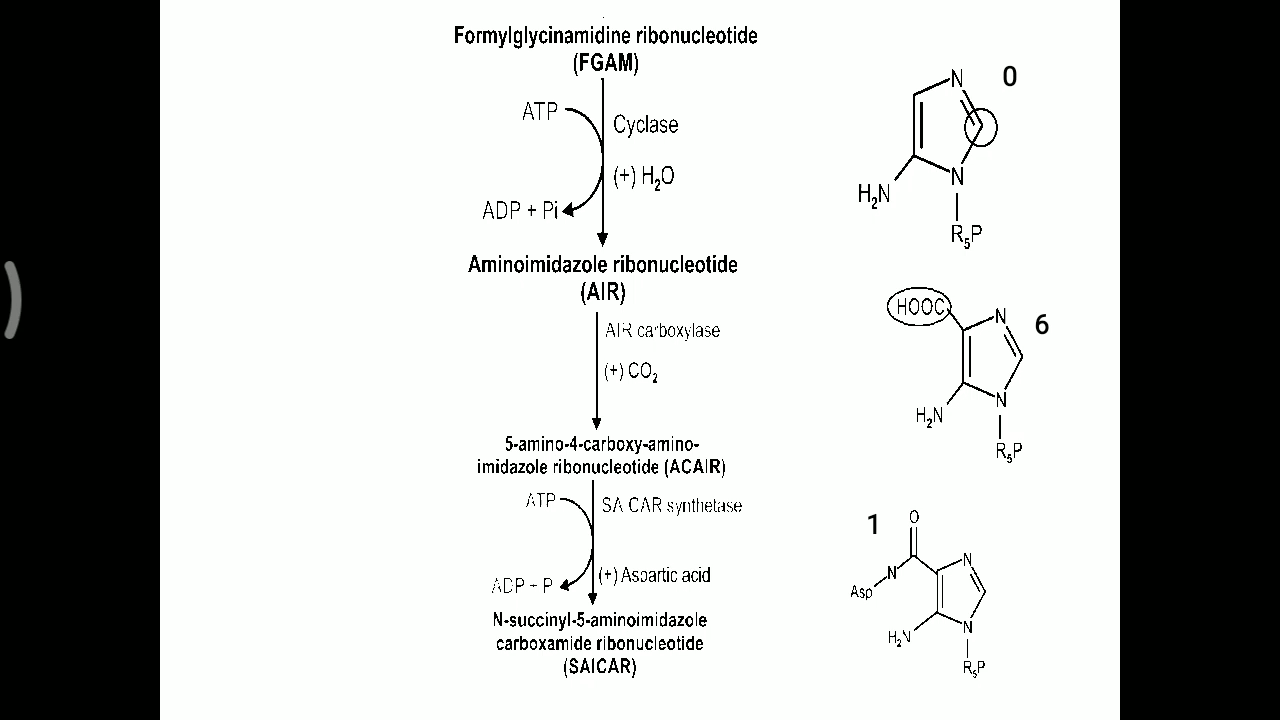 Formylglycinamidine ribonucleotide
(FGAM)
ATP
Cyclase
(+) H₂O
ADP + Pi
Aminoimidazole ribonucleotide
(AIR)
AIR carboxylase
(+) CO₂
5-amino-4-carboxy-amino-
imidazole ribonucleotide (ACAIR)
ATP
SA CAR synthetase
(+) Aspartic acid
ADP + P
N-succinyl-5-aminoimidazole
carboxamide ribonucleotide
(SAICAR)
0
N
N
H₂N
R₅P
HOOC
N
6
N
H₂N
R₅P
1
O
N
N
Asp
N
H₂N
R₅P